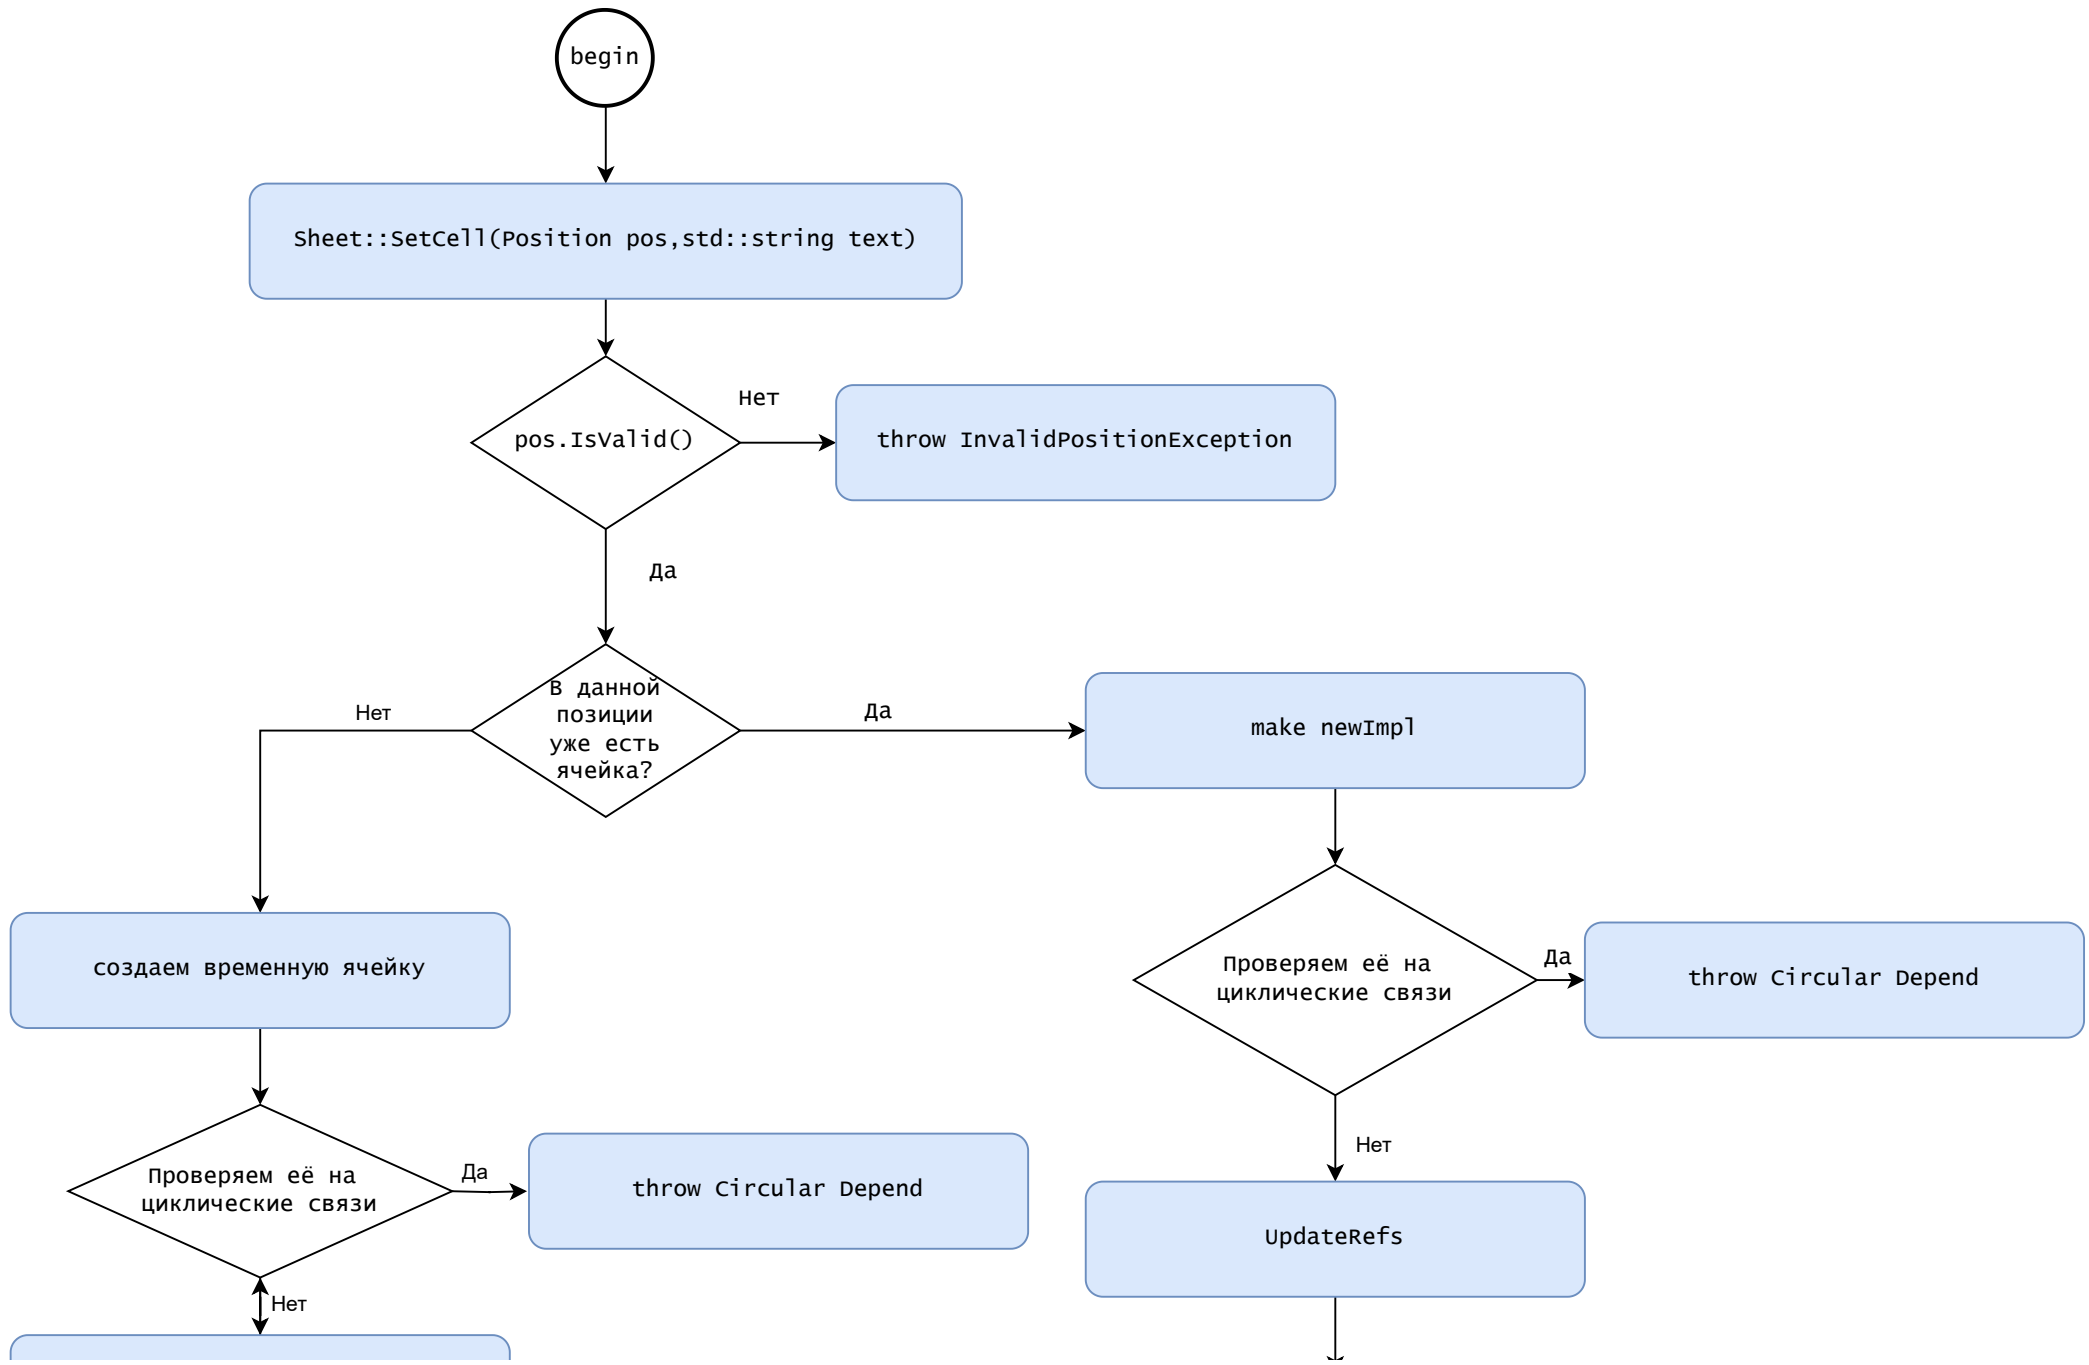 begin
Sheet::SetCell(Position pos,std::string text)
Нет
pos.IsValid()
throw InvalidPositionException
Да
В данной
позиции
уже есть
ячейка?
Нет
Да
make newImpl
создаем временную ячейку
Проверяем её на
циклические связи
Да
throw Circular Depend
Нет
Проверяем её на
циклические связи
Да
throw Circular Depend
Нет
UpdateRefs